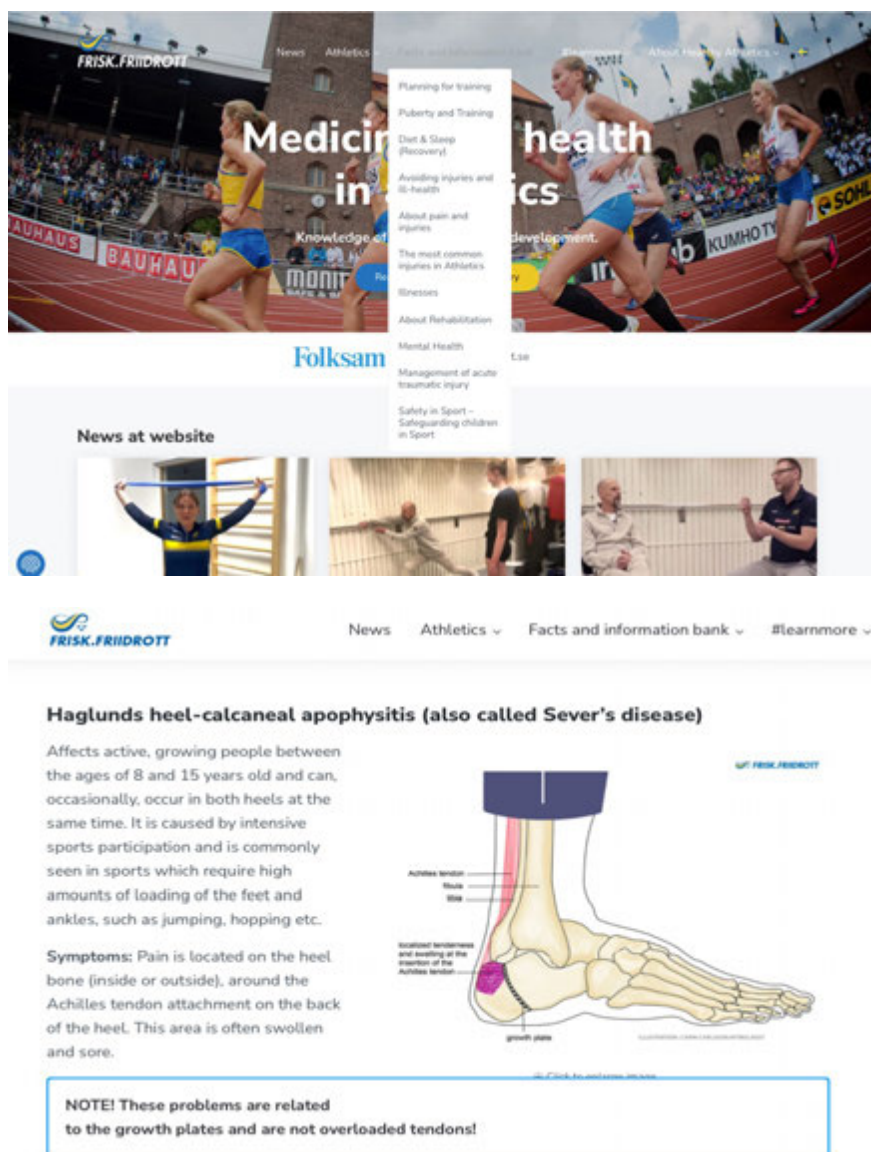 FRISK.FRIIDROTT
News Athletics #learnmore About Healthy Athletics
Planning for training
Puberty and Training
Diet & Sleep
(Recovery)
Avoiding injuries and
ill-health
About pain and
injuries
The most common
injuries in Athletics
Illnesses
About Rehabilitation
Mental Health
Management of acute
traumatic injury
Safety in Sport –
Safeguarding children
in Sport
health
in
Knowledge of development.
BAUHAUS
BAUHAU
KUMHO TY
SOHL
Folksam
t.se
News at website
FRISK.FRIIDROTT
News Athletics Facts and information bank #learnmore
Haglunds heel-calcaneal apophysitis (also called Sever's disease)
Affects active, growing people between
the ages of 8 and 15 years old and can,
occasionally, occur in both heels at the
same time. It is caused by intensive
sports participation and is commonly
seen in sports which require high
amounts of loading of the feet and
ankles, such as jumping, hopping etc.
Symptoms: Pain is located on the heel
bone (inside or outside), around the
Achilles tendon attachment on the back
of the heel. This area is often swollen
and sore.
FRISK.FRIIDROTT
Achilles tendon
fibula
tibia
localized tenderness
and swelling at the
insertion of the
Achilles tendon
growth plate
Click to enlarge image
NOTE! These problems are related
to the growth plates and are not overloaded tendons!